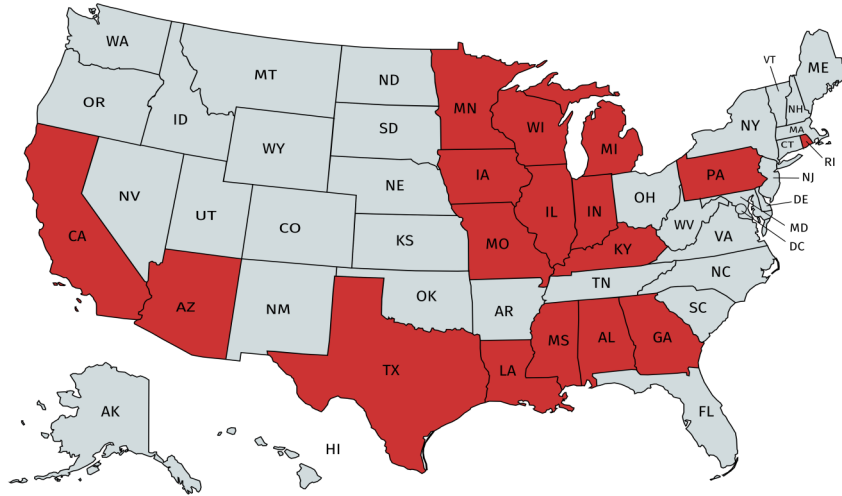 WA
MT
ND
MN
OR
ID
SD
WI
WY
MI
IA
NE
NV
UT
CO
CA
KS
MO
IL
IN
OH
KY
WV
VA
PA
NY
VT
NH
ME
MA
CT
RI
NJ
DE
MD
DC
AZ
NM
OK
AR
TN
NC
SC
TX
LA
MS
AL
GA
FL
AK
HI